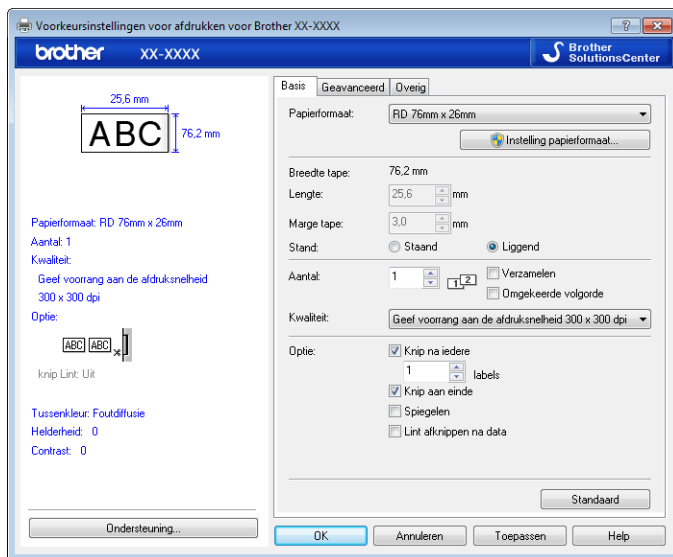 Voorkeursinstellingen voor afdrukken voor Brother XX-XXXX
brother XX-XXXX
Brother
SolutionsCenter
25,6 mm
ABC
76,2 mm
Papierformaat: RD 76mm x 26mm
Aantal: 1
Kwaliteit:
Geef voorrang aan de afdruksnelheid
300 x 300 dpi
Optie:
ABC ABC
knip Lint: Uit
Tussenkleur: Foutdiffusie
Helderheid: 0
Contrast: 0
Ondersteuning...
Basis Geavanceerd Overig
Papierformaat: RD 76mm x 26mm
Instelling papierformaat...
Breedte tape: 76,2 mm
Lengte: 25,6 mm
Marge tape: 3,0 mm
Stand: Staand Liggend
Aantal: 1 1 2 Verzamelen
Omgekeerde volgorde
Kwaliteit: Geef voorrang aan de afdruksnelheid 300 x 300 dpi
Optie: Knip na iedere
1 labels
Knip aan einde
Spiegelen
Lint afknippen na data
Standaard
OK Annuleren Toepassen Help